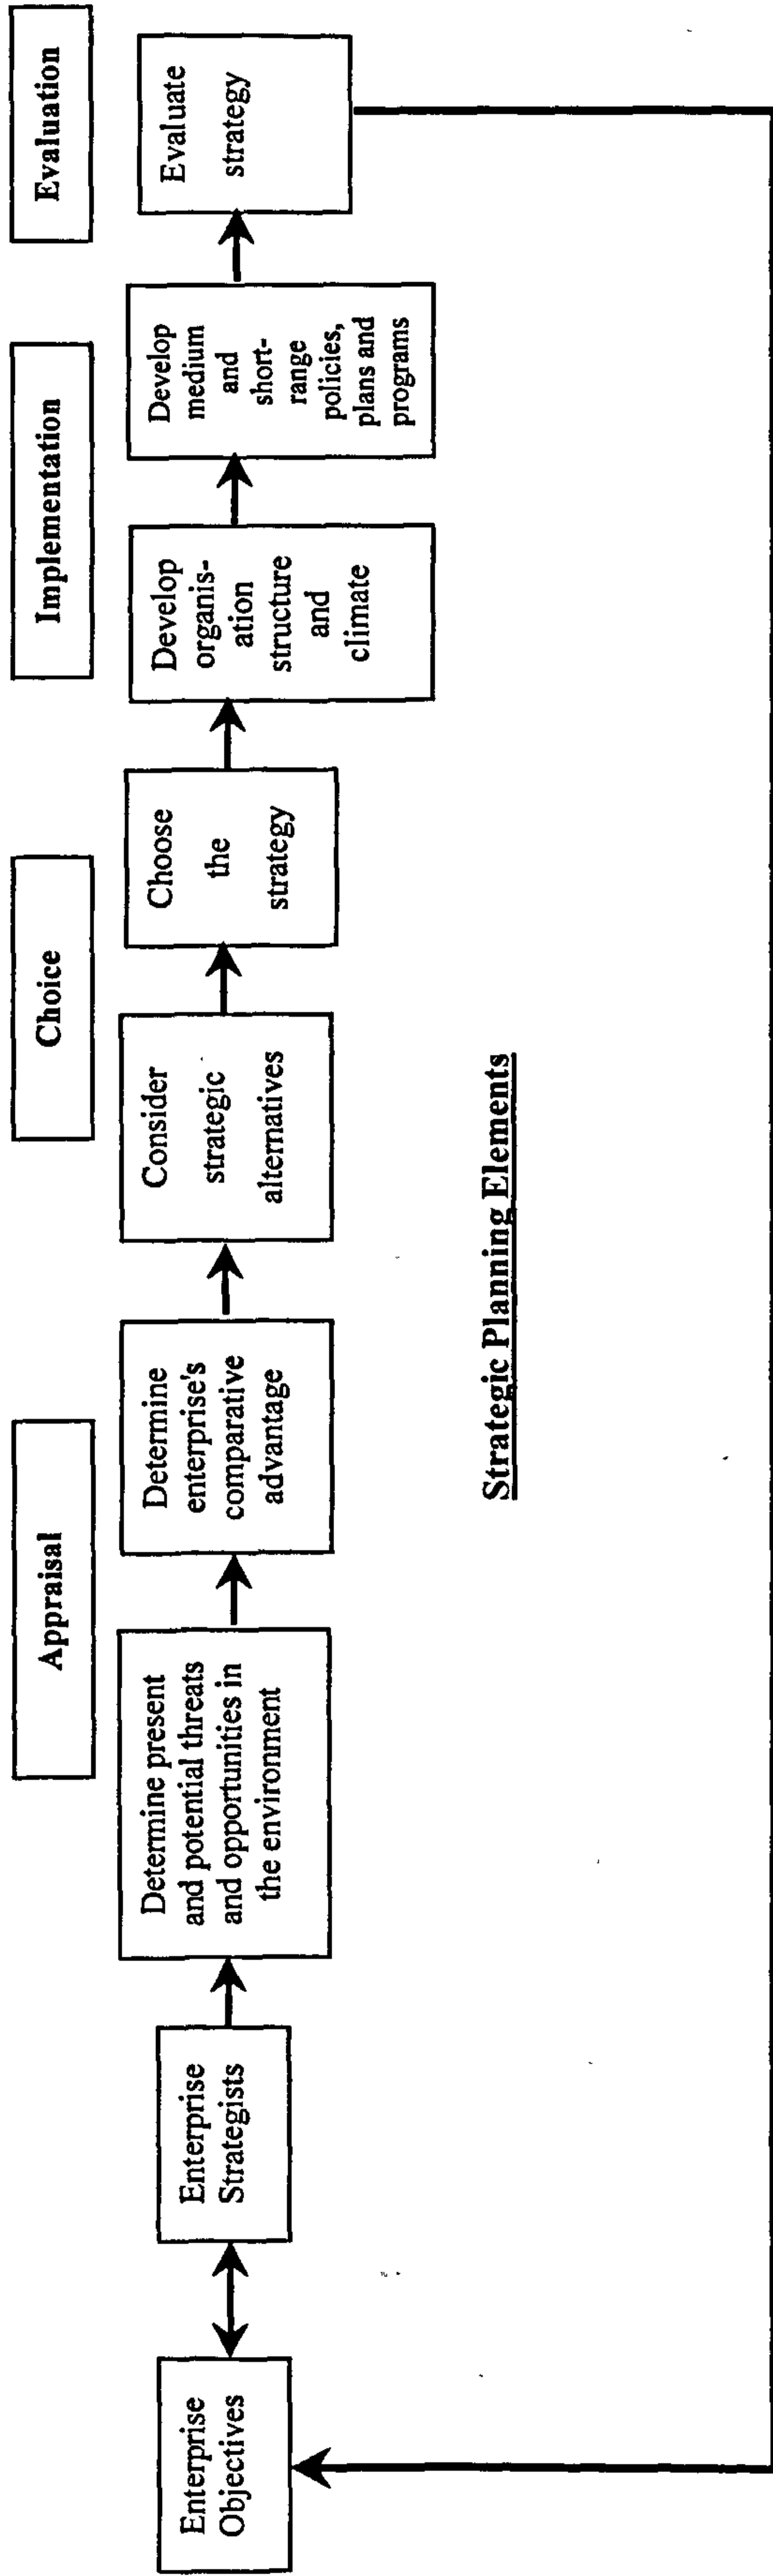 Appraisal
Choice
Implementation
Evaluation
Enterprise
Objectives
Enterprise
Strategists
Determine present
and potential threats
and opportunities in
the environment
Determine
enterprise's
comparative
advantage
Consider
strategic
alternatives
Choose
the
strategy
Develop
organis-
ation
structure
and
climate
Develop
medium
and
short-
range
policies,
plans and
programs
Evaluate
strategy
Strategic Planning Elements